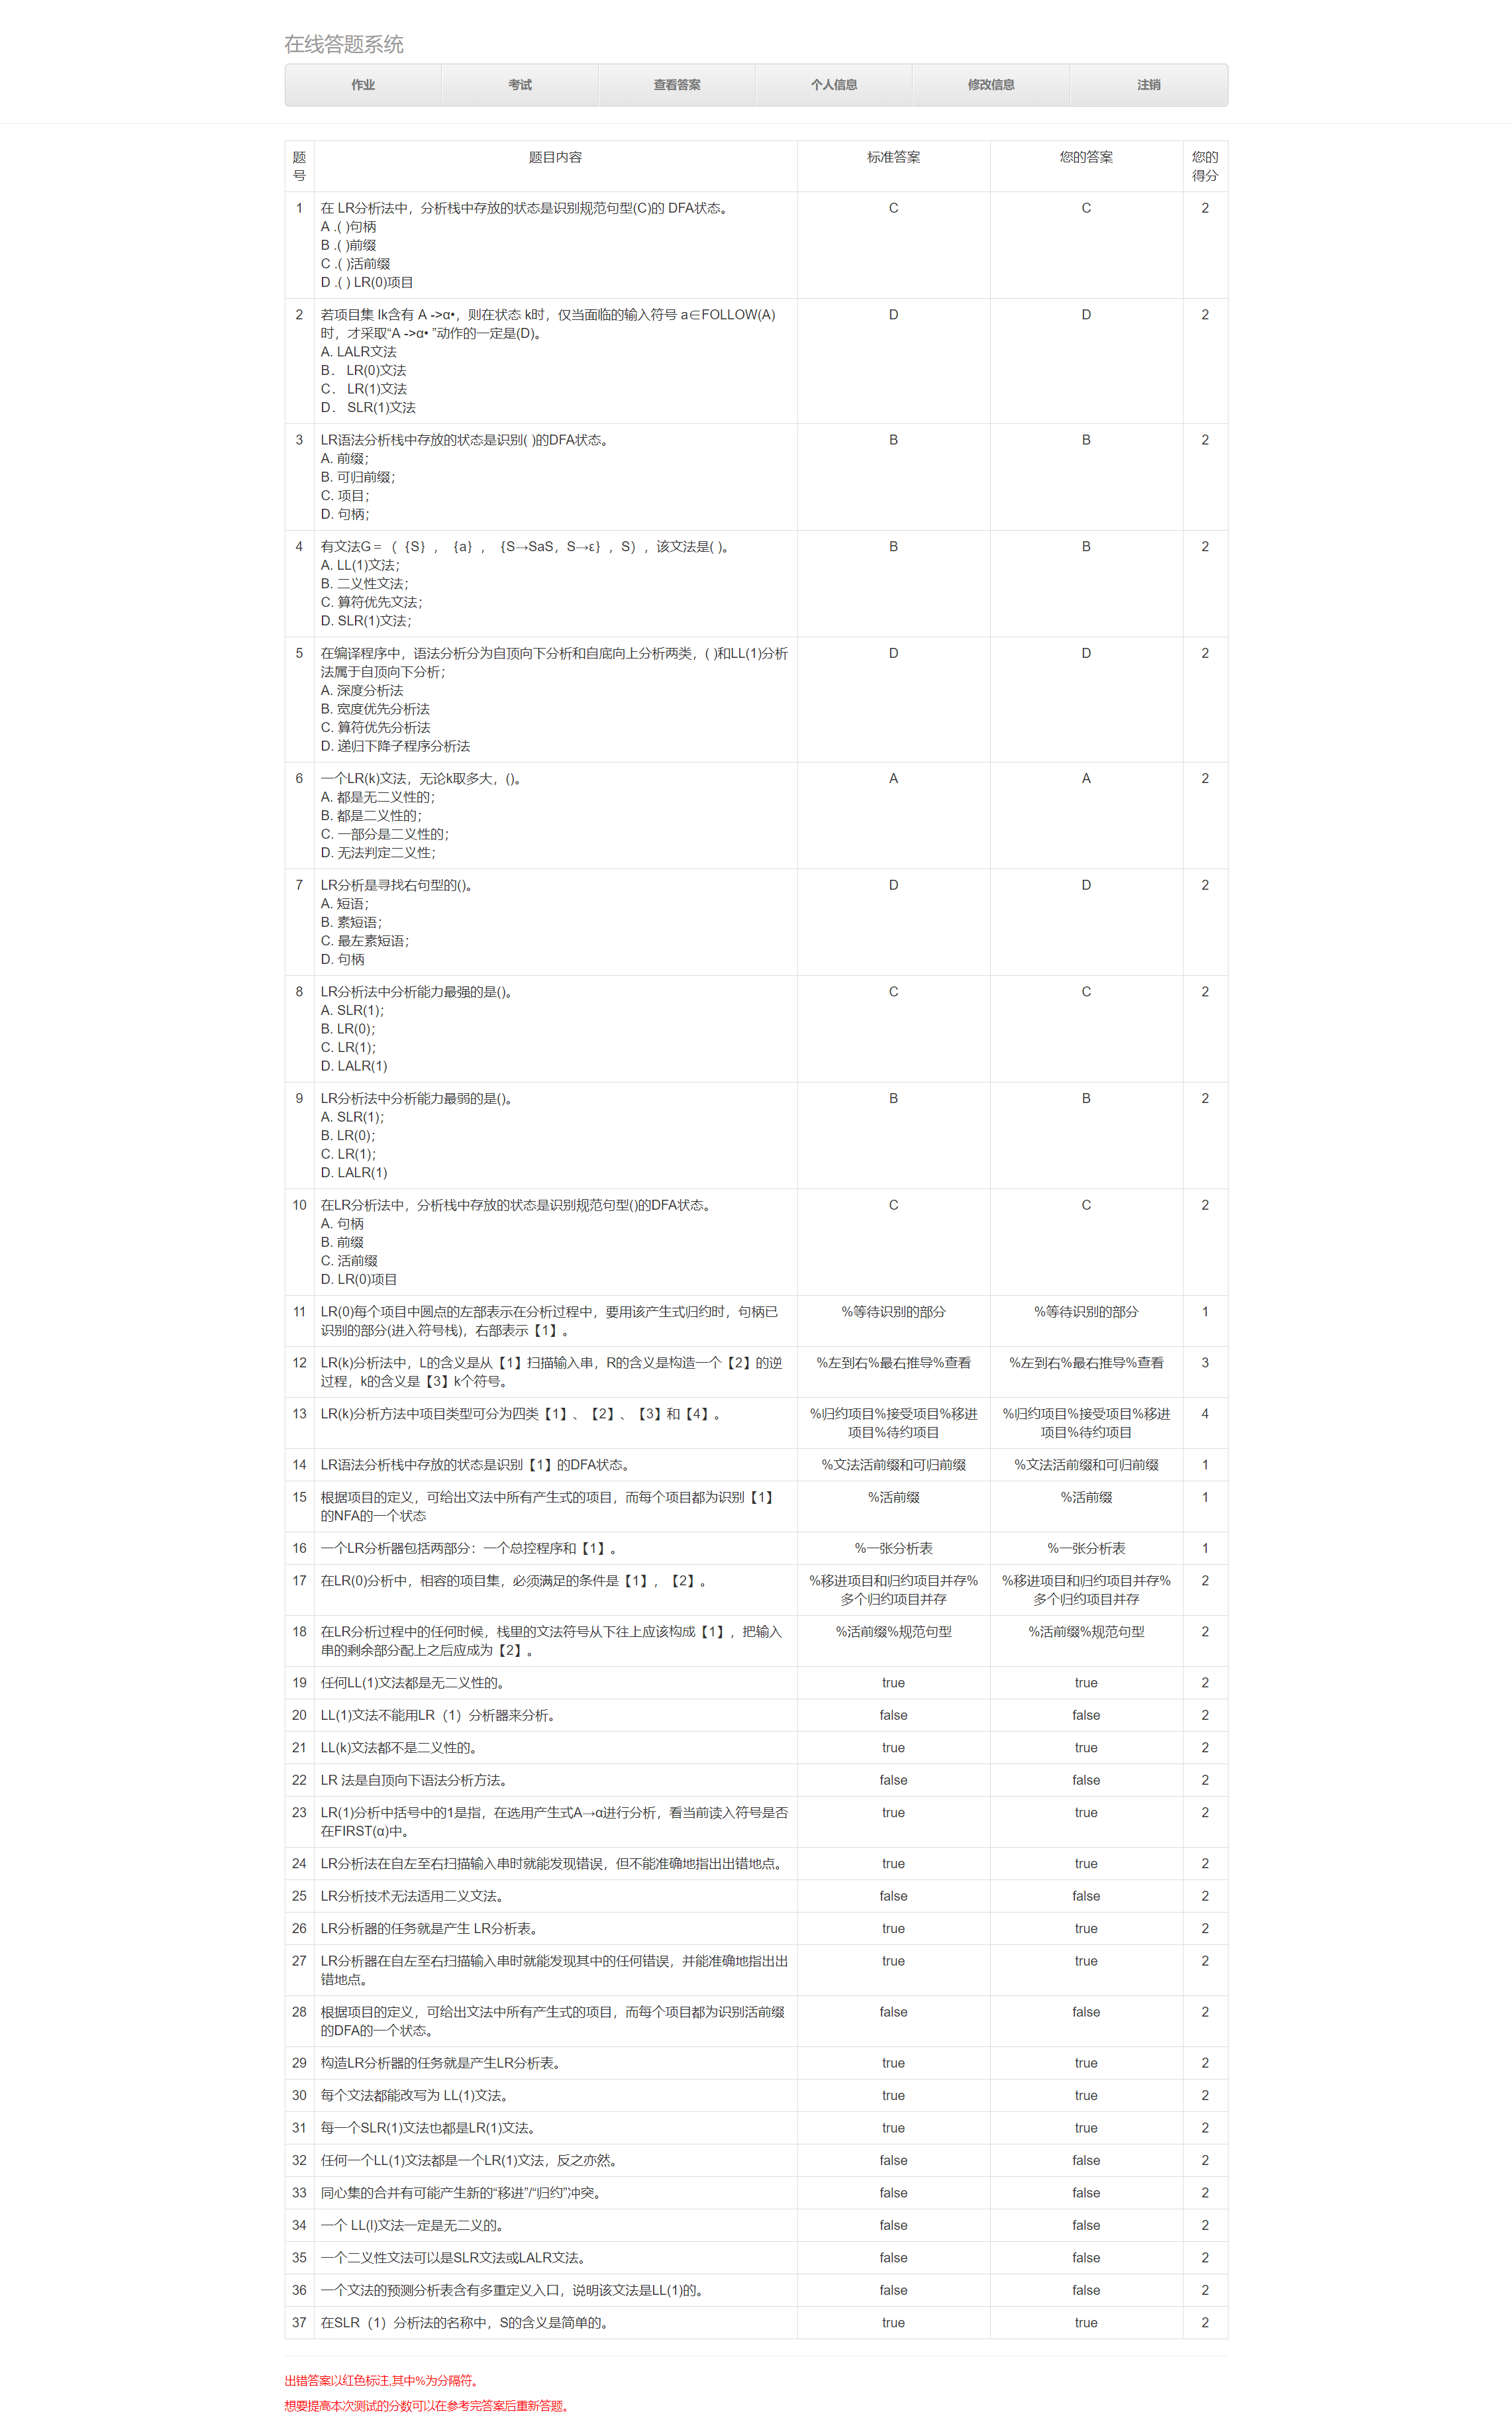 在线答题系统
作业 考试 查看答案 个人信息 修改信息 注销
题号 题目内容 标准答案 您的答案 您的得分
1 在 LR分析法中，分析栈中存放的状态是识别规范句型(C)的 DFA状态。 C C 2
A .( )句柄
B .( )前缀
C .( )活前缀
D .( ) LR(0)项目
2 若项目集 Ik含有 A ->α•，则在状态 k时，仅当面临的输入符号 a∈FOLLOW(A) D D 2
时，才采取“A ->α• ”动作的一定是(D)。
A. LALR文法
B． LR(0)文法
C． LR(1)文法
D． SLR(1)文法
3 LR语法分析栈中存放的状态是识别( )的DFA状态。 B B 2
A. 前缀；
B. 可归前缀；
C. 项目；
D. 句柄；
4 有文法G＝（｛S｝，｛a｝，｛S→SaS，S→ε｝，S），该文法是( )。 B B 2
A. LL(1)文法；
B. 二义性文法；
C. 算符优先文法；
D. SLR(1)文法；
5 在编译程序中，语法分析分为自顶向下分析和自底向上分析两类，( )和LL(1)分析 D D 2
法属于自顶向下分析；
A. 深度分析法
B. 宽度优先分析法
C. 算符优先分析法
D. 递归下降子程序分析法
6 一个LR(k)文法，无论k取多大，()。 A A 2
A. 都是无二义性的；
B. 都是二义性的；
C. 一部分是二义性的；
D. 无法判定二义性；
7 LR分析是寻找右句型的()。 D D 2
A. 短语；
B. 素短语；
C. 最左素短语；
D. 句柄
8 LR分析法中分析能力最强的是()。 C C 2
A. SLR(1)；
B. LR(0)；
C. LR(1)；
D. LALR(1)
9 LR分析法中分析能力最弱的是()。 B B 2
A. SLR(1)；
B. LR(0)；
C. LR(1)；
D. LALR(1)
10 在LR分析法中，分析栈中存放的状态是识别规范句型()的DFA状态。 C C 2
A. 句柄
B. 前缀
C. 活前缀
D. LR(0)项目
11 LR(0)每个项目中圆点的左部表示在分析过程中，要用该产生式归约时，句柄已 %等待识别的部分 %等待识别的部分 1
识别的部分(进入符号栈)，右部表示【1】。
12 LR(k)分析法中，L的含义是从【1】扫描输入串，R的含义是构造一个【2】的逆 %左到右%最右推导%查看 %左到右%最右推导%查看 3
过程，k的含义是【3】k个符号。
13 LR(k)分析方法中项目类型可分为四类【1】、【2】、【3】和【4】。 %归约项目%接受项目%移进 %归约项目%接受项目%移进 4
项目%待约项目 项目%待约项目
14 LR语法分析栈中存放的状态是识别【1】的DFA状态。 %文法活前缀和可归前缀 %文法活前缀和可归前缀 1
15 根据项目的定义，可给出文法中所有产生式的项目，而每个项目都为识别【1】 %活前缀 %活前缀 1
的NFA的一个状态
16 一个LR分析器包括两部分：一个总控程序和【1】。 %一张分析表 %一张分析表 1
17 在LR(0)分析中，相容的项目集，必须满足的条件是【1】，【2】。 %移进项目和归约项目并存% %移进项目和归约项目并存% 2
多个归约项目并存 多个归约项目并存
18 在LR分析过程中的任何时候，栈里的文法符号从下往上应该构成【1】，把输入 %活前缀%规范句型 %活前缀%规范句型 2
串的剩余部分配上之后应成为【2】。
19 任何LL(1)文法都是无二义性的。 true true 2
20 LL(1)文法不能用LR（1）分析器来分析。 false false 2
21 LL(k)文法都不是二义性的。 true true 2
22 LR 法是自顶向下语法分析方法。 false false 2
23 LR(1)分析中括号中的1是指，在选用产生式A→α进行分析，看当前读入符号是否 true true 2
在FIRST(α)中。
24 LR分析法在自左至右扫描输入串时就能发现错误，但不能准确地指出出错地点。 true true 2
25 LR分析技术无法适用二义文法。 false false 2
26 LR分析器的任务就是产生 LR分析表。 true true 2
27 LR分析器在自左至右扫描输入串时就能发现其中的任何错误，并能准确地指出出 true true 2
错地点。
28 根据项目的定义，可给出文法中所有产生式的项目，而每个项目都为识别活前缀 false false 2
的DFA的一个状态。
29 构造LR分析器的任务就是产生LR分析表。 true true 2
30 每个文法都能改写为 LL(1)文法。 true true 2
31 每一个SLR(1)文法也都是LR(1)文法。 true true 2
32 任何一个LL(1)文法都是一个LR(1)文法，反之亦然。 false false 2
33 同心集的合并有可能产生新的“移进”/“归约”冲突。 false false 2
34 一个 LL(l)文法一定是无二义的。 false false 2
35 一个二义性文法可以是SLR文法或LALR文法。 false false 2
36 一个文法的预测分析表含有多重定义入口，说明该文法是LL(1)的。 false false 2
37 在SLR（1）分析法的名称中，S的含义是简单的。 true true 2
出错答案以红色标注,其中%为分隔符。
想要提高本次测试的分数可以在参考完答案后重新答题。